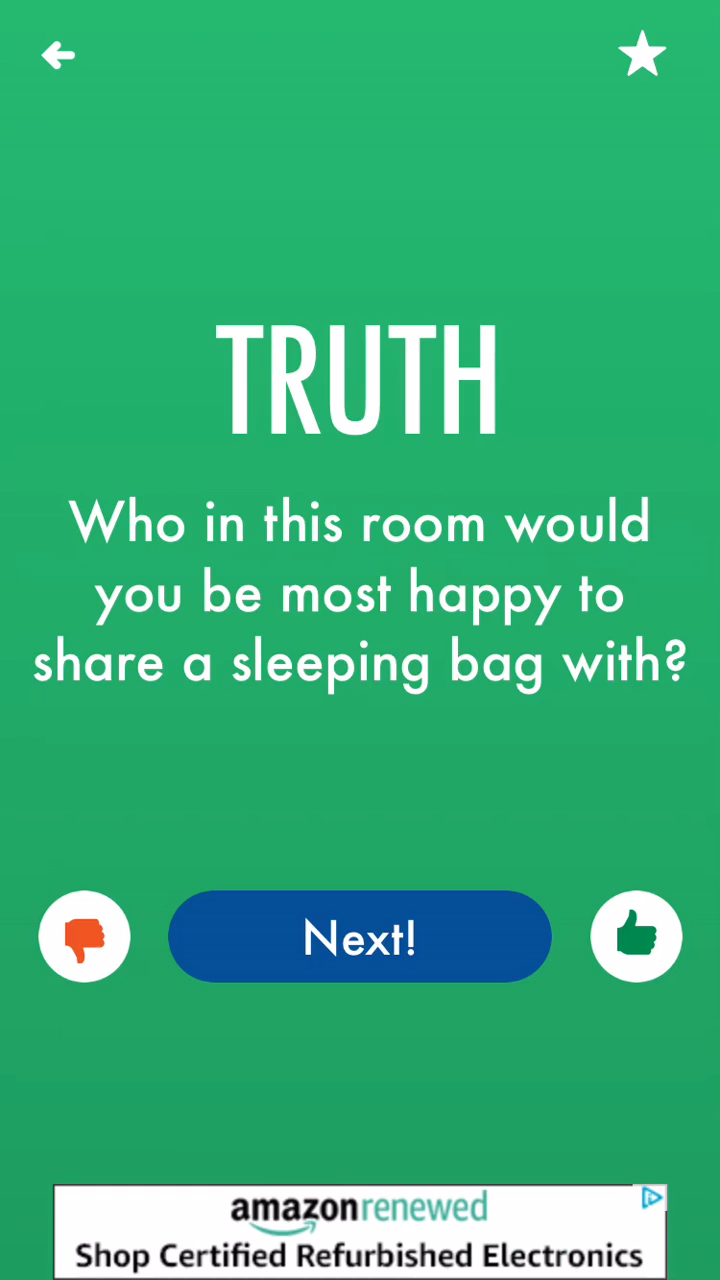 TRUTH
Who in this room would
you be most happy to
share a sleeping bag with?
Next!
amazonrenewed
Shop Certified Refurbished Electronics